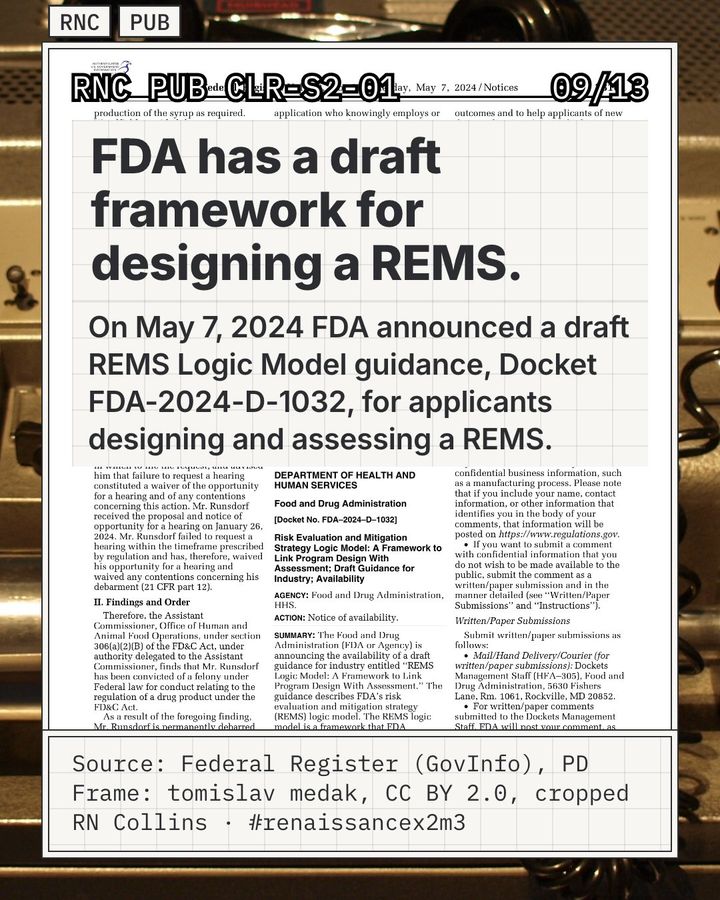 RNC PUB
RNC PUB CLR-S2-01 09/13
day, May 7, 2024 / Notices
production of the syrup as required.
application who knowingly employs or
outcomes and to help applicants of new
FDA has a draft
framework for
designing a REMS.
On May 7, 2024 FDA announced a draft
REMS Logic Model guidance, Docket
FDA-2024-D-1032, for applicants
designing and assessing a REMS.
him that failure to request a hearing
constituted a waiver of the opportunity
for a hearing and of any contentions
concerning this action. Mr. Runsdorf
received the proposal and notice of
opportunity for a hearing on January 26,
2024. Mr. Runsdorf failed to request a
hearing within the timeframe prescribed
by regulation and has, therefore, waived
his opportunity for a hearing and
waived any contentions concerning his
debarment (21 CFR part 12).
II. Findings and Order
Therefore, the Assistant
Commissioner, Office of Human and
Animal Food Operations, under section
306(a)(2)(B) of the FD&C Act, under
authority delegated to the Assistant
Commissioner, finds that Mr. Runsdorf
has been convicted of a felony under
Federal law for conduct relating to the
regulation of a drug product under the
FD&C Act.
As a result of the foregoing finding,
Mr. Runsdorf is permanently debarred
DEPARTMENT OF HEALTH AND
HUMAN SERVICES
Food and Drug Administration
[Docket No. FDA–2024–D–1032]
Risk Evaluation and Mitigation
Strategy Logic Model: A Framework to
Link Program Design With
Assessment; Draft Guidance for
Industry; Availability
AGENCY: Food and Drug Administration,
HHS.
ACTION: Notice of availability.
SUMMARY: The Food and Drug
Administration (FDA or Agency) is
announcing the availability of a draft
guidance for industry entitled “REMS
Logic Model: A Framework to Link
Program Design With Assessment.” The
guidance describes FDA’s risk
evaluation and mitigation strategy
(REMS) logic model. The REMS logic
model is a framework that FDA
confidential business information, such
as a manufacturing process. Please note
that if you include your name, contact
information, or other information that
identifies you in the body of your
comments, that information will be
posted on https://www.regulations.gov.
• If you want to submit a comment
with confidential information that you
do not wish to be made available to the
public, submit the comment as a
written/paper submission and in the
manner detailed (see “Written/Paper
Submissions” and “Instructions”).
Written/Paper Submissions
Submit written/paper submissions as
follows:
• Mail/Hand Delivery/Courier (for
written/paper submissions): Dockets
Management Staff (HFA–305), Food and
Drug Administration, 5630 Fishers
Lane, Rm. 1061, Rockville, MD 20852.
• For written/paper comments
submitted to the Dockets Management
Staff, FDA will post your comment, as
Source: Federal Register (GovInfo), PD
Frame: tomislav medak, CC BY 2.0, cropped
RN Collins · #renaissancex2m3